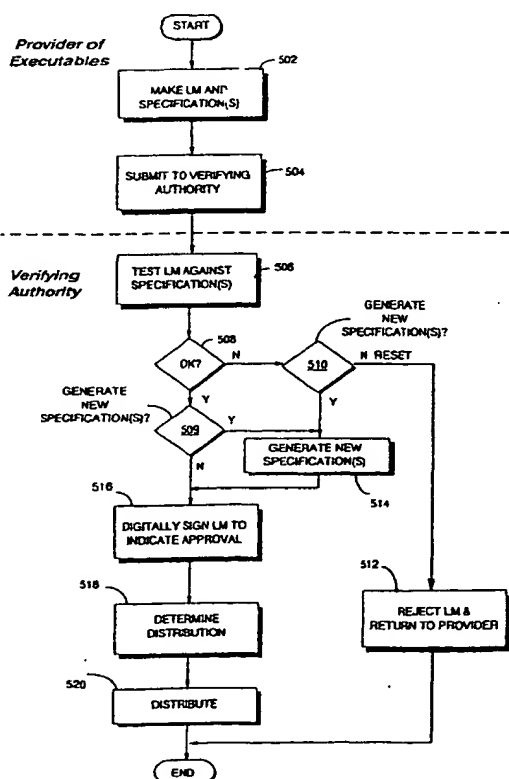 START
Provider of
Executables
502
MAKE LM AND
SPECIFICATION(S)
SUBMIT TO VERIFYING
AUTHORITY
504
Verifying
Authority
TEST LM AGAINST
SPECIFICATION(S)
506
GENERATE
NEW
SPECIFICATION(S)?
508
OK?
N
510
N RESET
GENERATE
NEW
SPECIFICATION(S)?
Y
Y
509
Y
GENERATE NEW
SPECIFICATION(S)
N
514
516
DIGITALLY SIGN LM TO
INDICATE APPROVAL
512
518
REJECT LM &
RETURN TO PROVIDER
DETERMINE
DISTRIBUTION
520
DISTRIBUTE
END